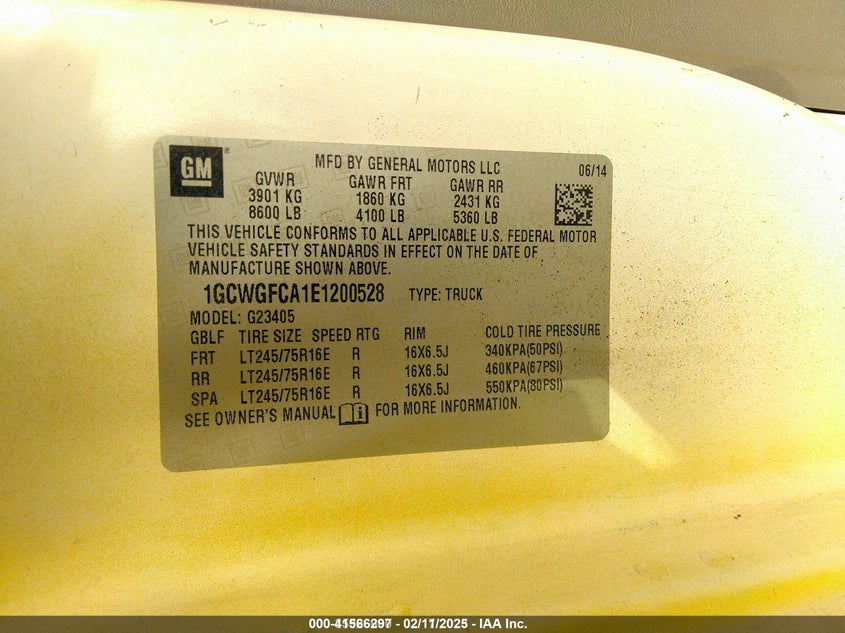 GM
MFD BY GENERAL MOTORS LLC 06/14
GVWR GAWR FRT GAWR RR
3901 KG 1860 KG 2431 KG
8600 LB 4100 LB 5360 LB
THIS VEHICLE CONFORMS TO ALL APPLICABLE U.S. FEDERAL MOTOR
VEHICLE SAFETY STANDARDS IN EFFECT ON THE DATE OF
MANUFACTURE SHOWN ABOVE.
1GCWGFCA1E1200528 TYPE: TRUCK
MODEL: G23405
GBLF TIRE SIZE SPEED RTG RIM COLD TIRE PRESSURE
FRT LT245/75R16E R 16X6.5J 340KPA(50PSI)
RR LT245/75R16E R 16X6.5J 460KPA(67PSI)
SPA LT245/75R16E R 16X6.5J 550KPA(80PSI)
SEE OWNER'S MANUAL FOR MORE INFORMATION.
000-41566297 - 02/11/2025 - IAA Inc.